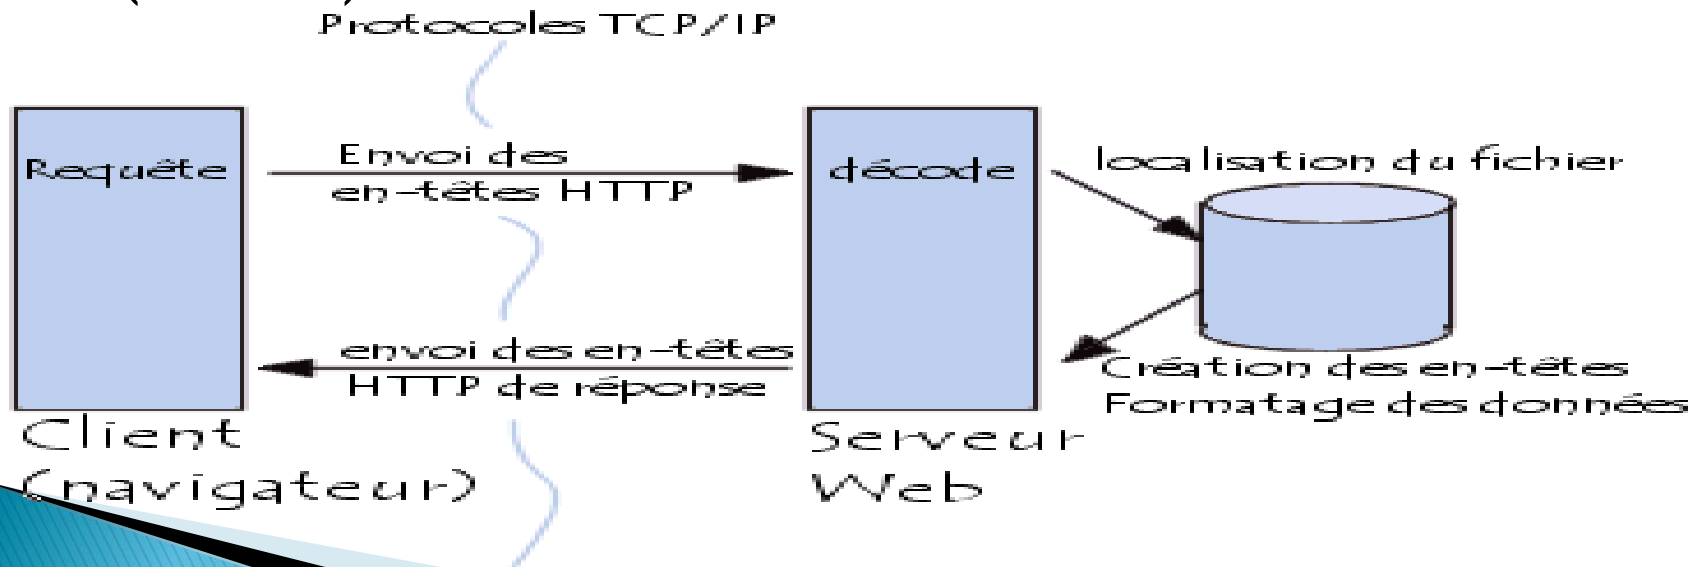 Protocoles TCP/IP
Requête
Envoi des
en-têtes HTTP
décode
localisation du fichier
envoi des en-têtes
HTTP de réponse
Création des en-têtes
Formatage des données
Client
(navigateur)
Serveur
Web